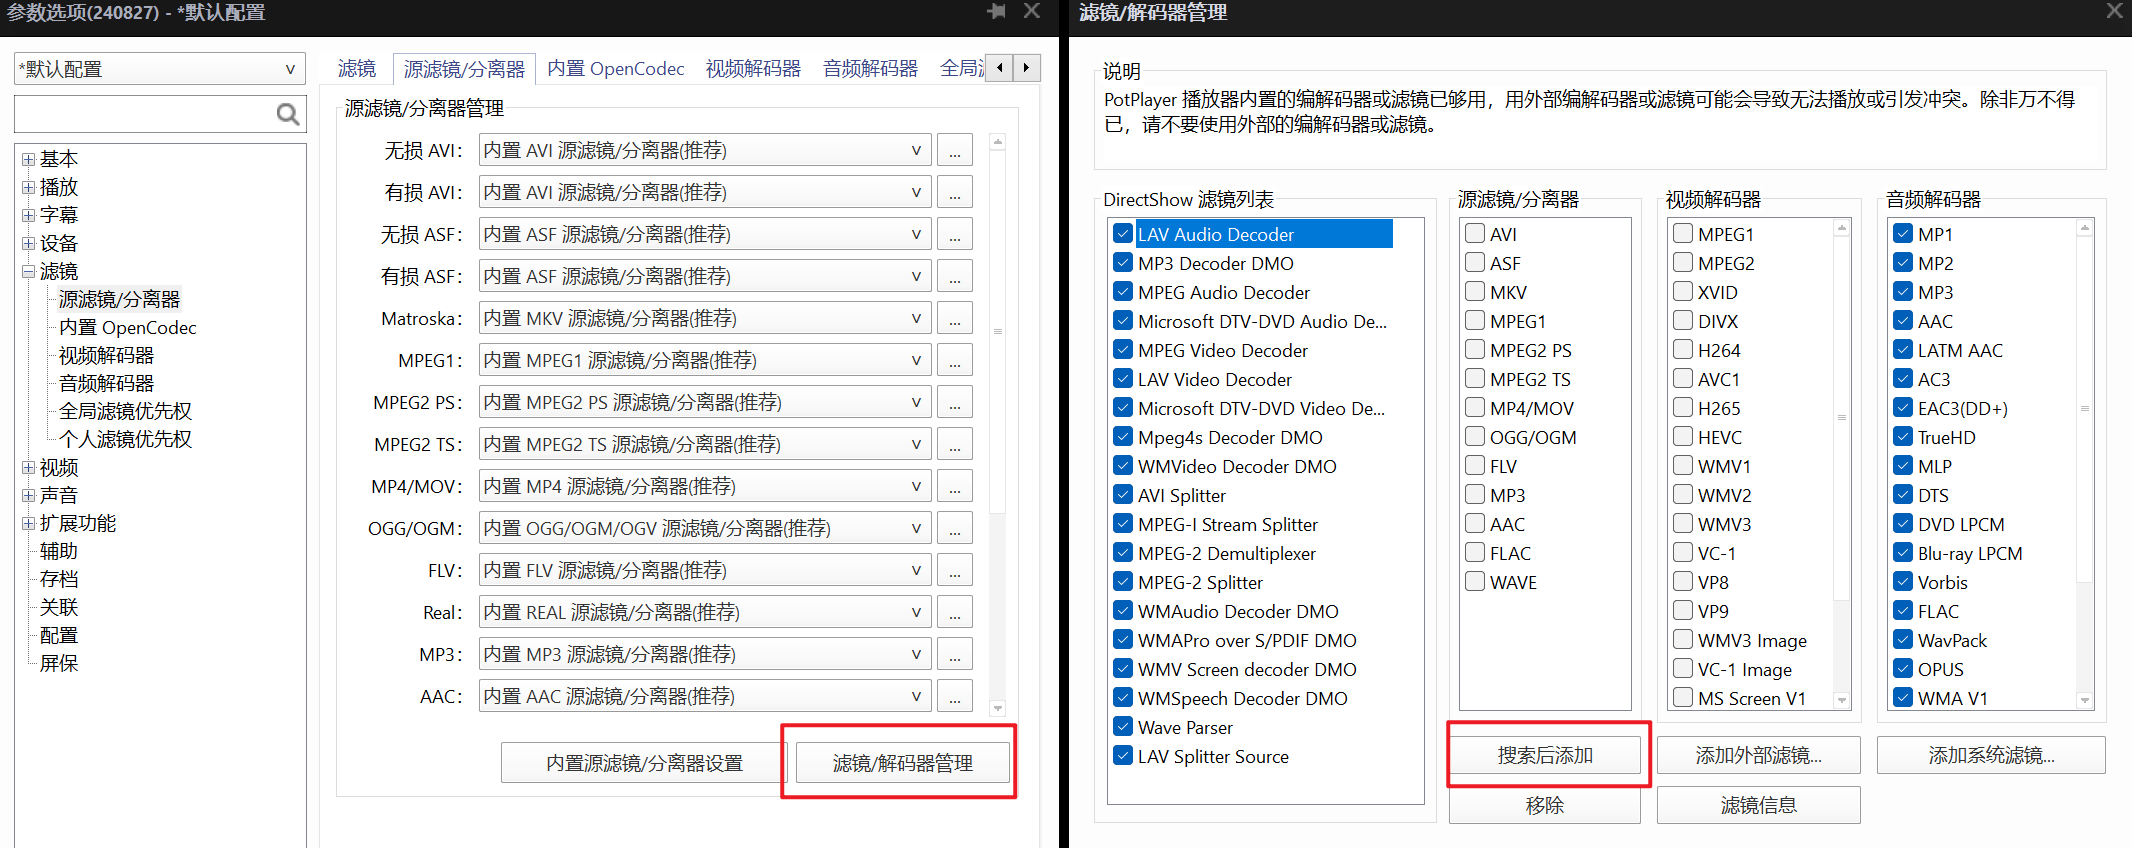 参数选项(240827) - *默认配置
*默认配置
基本
播放
字幕
设备
滤镜
源滤镜/分离器
内置 OpenCodec
视频解码器
音频解码器
全局滤镜优先权
个人滤镜优先权
视频
声音
扩展功能
辅助
存档
关联
配置
屏保
滤镜 源滤镜/分离器 内置 OpenCodec 视频解码器 音频解码器 全局
源滤镜/分离器管理
无损 AVI： 内置 AVI 源滤镜/分离器(推荐) ...
有损 AVI： 内置 AVI 源滤镜/分离器(推荐) ...
无损 ASF： 内置 ASF 源滤镜/分离器(推荐) ...
有损 ASF： 内置 ASF 源滤镜/分离器(推荐) ...
Matroska： 内置 MKV 源滤镜/分离器(推荐) ...
MPEG1： 内置 MPEG1 源滤镜/分离器(推荐) ...
MPEG2 PS： 内置 MPEG2 PS 源滤镜/分离器(推荐) ...
MPEG2 TS： 内置 MPEG2 TS 源滤镜/分离器(推荐) ...
MP4/MOV： 内置 MP4 源滤镜/分离器(推荐) ...
OGG/OGM： 内置 OGG/OGM/OGV 源滤镜/分离器(推荐) ...
FLV： 内置 FLV 源滤镜/分离器(推荐) ...
Real： 内置 REAL 源滤镜/分离器(推荐) ...
MP3： 内置 MP3 源滤镜/分离器(推荐) ...
AAC： 内置 AAC 源滤镜/分离器(推荐) ...
内置源滤镜/分离器设置 滤镜/解码器管理
滤镜/解码器管理
说明
PotPlayer 播放器内置的编解码器或滤镜已够用，用外部编解码器或滤镜可能会导致无法播放或引发冲突。除非万不得
已，请不要使用外部的编解码器或滤镜。
DirectShow 滤镜列表
LAV Audio Decoder
MP3 Decoder DMO
MPEG Audio Decoder
Microsoft DTV-DVD Audio De...
MPEG Video Decoder
LAV Video Decoder
Microsoft DTV-DVD Video De...
Mpeg4s Decoder DMO
WMVideo Decoder DMO
AVI Splitter
MPEG-I Stream Splitter
MPEG-2 Demultiplexer
MPEG-2 Splitter
WMAudio Decoder DMO
WMAPro over S/PDIF DMO
WMV Screen decoder DMO
WMSpeech Decoder DMO
Wave Parser
LAV Splitter Source
源滤镜/分离器
AVI
ASF
MKV
MPEG1
MPEG2 PS
MPEG2 TS
MP4/MOV
OGG/OGM
FLV
MP3
AAC
FLAC
WAVE
视频解码器
MPEG1
MPEG2
XVID
DIVX
H264
AVC1
H265
HEVC
WMV1
WMV2
WMV3
VC-1
VP8
VP9
WMV3 Image
VC-1 Image
MS Screen V1
音频解码器
MP1
MP2
MP3
AAC
LATM AAC
AC3
EAC3(DD+)
TrueHD
MLP
DTS
DVD LPCM
Blu-ray LPCM
Vorbis
FLAC
WavPack
OPUS
WMA V1
搜索后添加 添加外部滤镜... 添加系统滤镜...
移除 滤镜信息